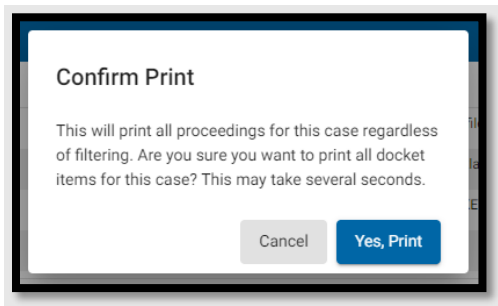 Confirm Print
This will print all proceedings for this case regardless
of filtering. Are you sure you want to print all docket
items for this case? This may take several seconds.
Cancel Yes, Print